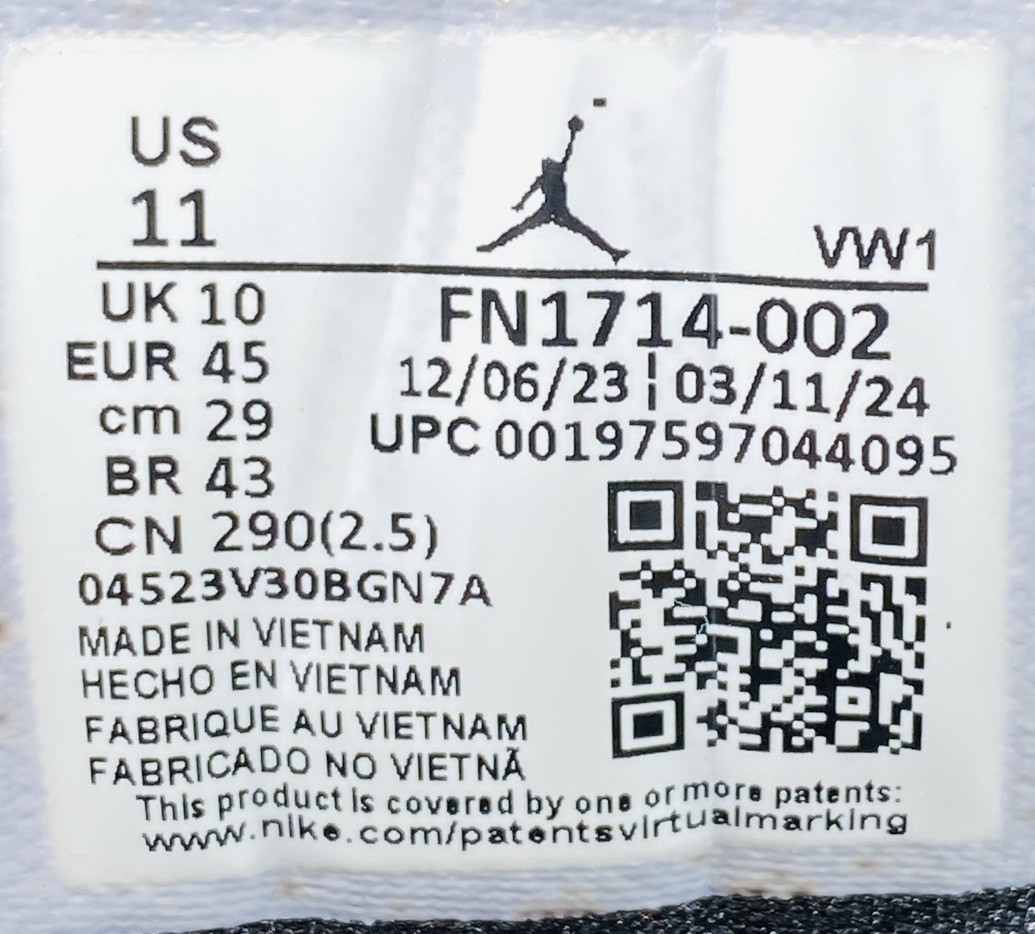 US
11
VW1
UK 10
EUR 45
cm 29
BR 43
CN 290(2.5)
FN1714-002
12/06/23 ¦ 03/11/24
UPC 00197597044095
04523V30BGN7A
MADE IN VIETNAM
HECHO EN VIETNAM
FABRIQUE AU VIETNAM
FABRICADO NO VIETNÃ
This product is covered by one or more patents:
www.nike.com/patentsvirtualmarking